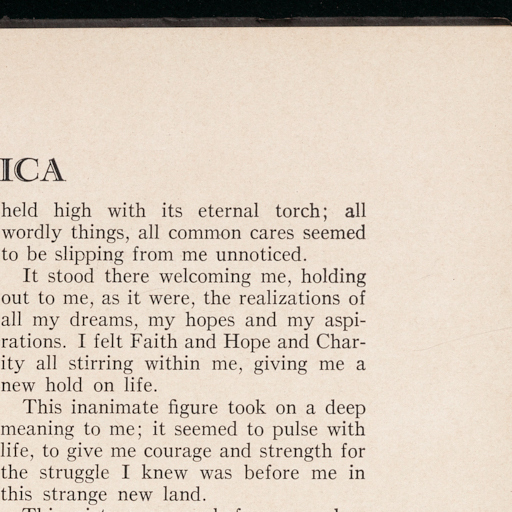 ICA
held high with its eternal torch; all
wordly things, all common cares seemed
to be slipping from me unnoticed.
It stood there welcoming me, holding
out to me, as it were, the realizations of
all my dreams, my hopes and my aspi-
rations. I felt Faith and Hope and Char-
ity all stirring within me, giving me a
new hold on life.
This inanimate figure took on a deep
meaning to me; it seemed to pulse with
life, to give me courage and strength for
the struggle I knew was before me in
this strange new land.